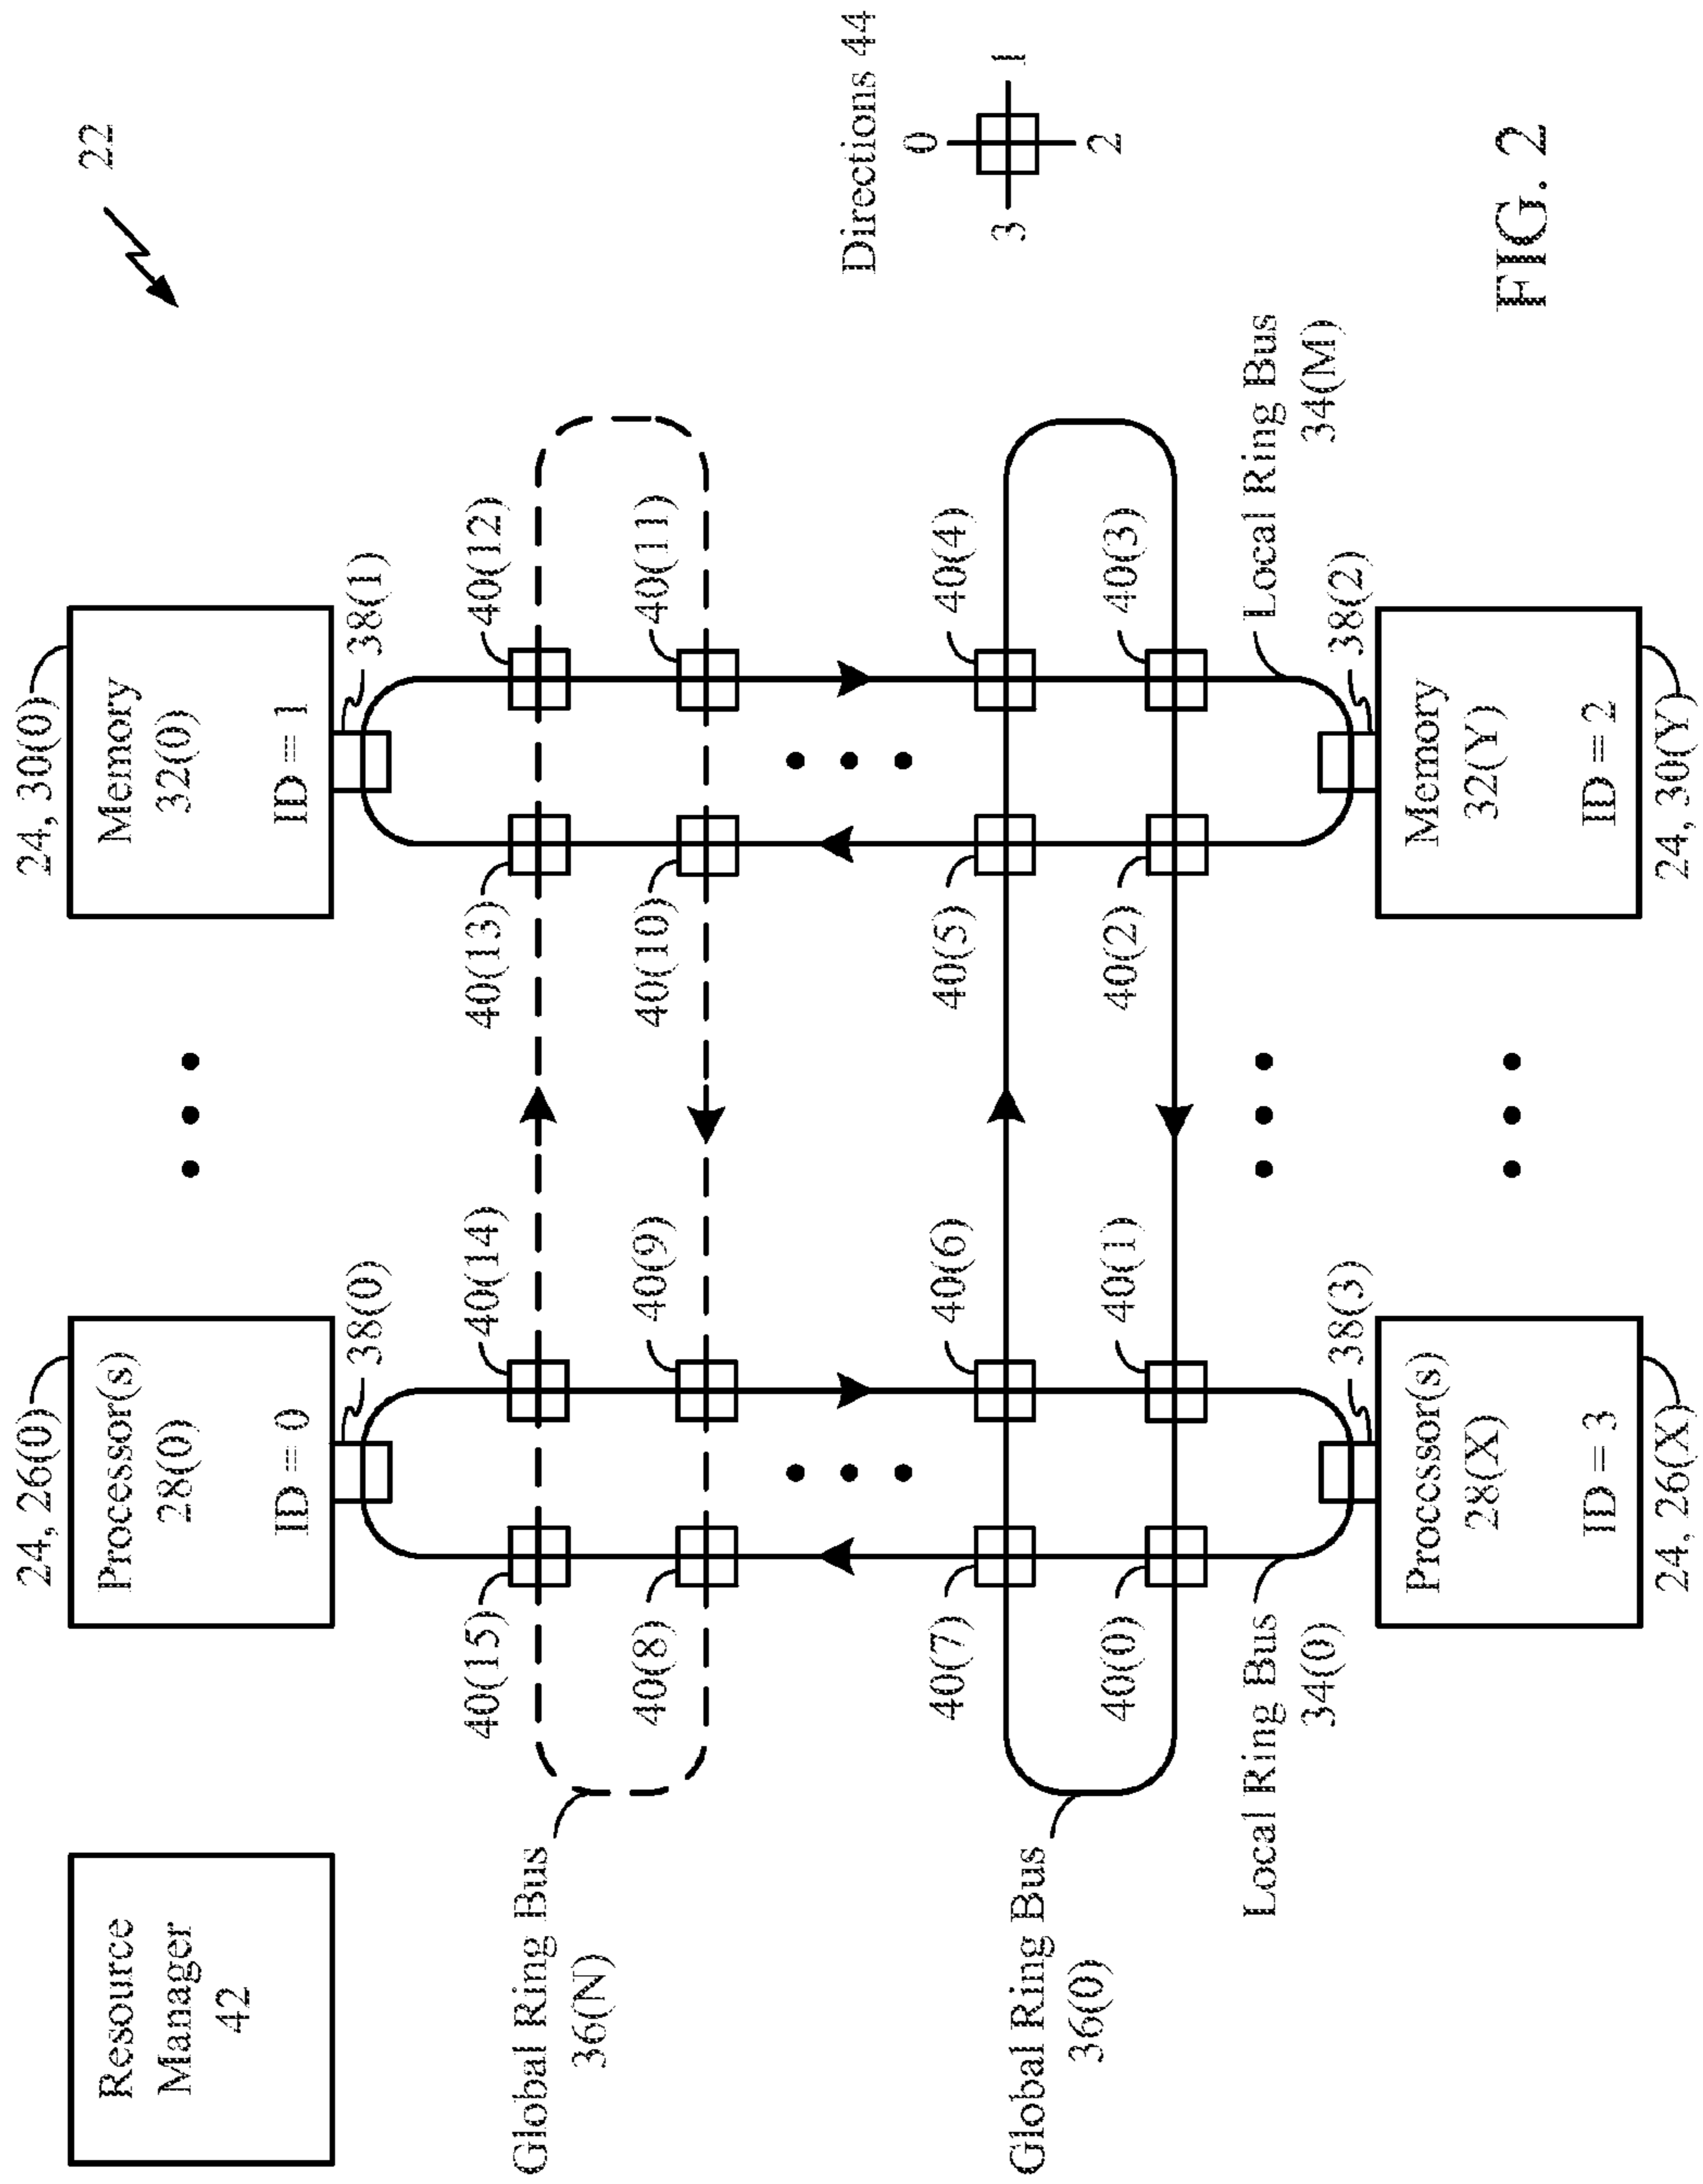 22
24, 26(0)
24, 30(0)
Resource
Manager
42
Processor(s)
28(0)
ID = 0
Memory
32(0)
ID = 1
38(0)
38(1)
40(15)
40(14)
40(13)
40(12)
Global Ring Bus
36(N)
40(8)
40(9)
40(10)
40(11)
Directions 44
0
3
1
2
40(7)
40(6)
40(5)
40(4)
Global Ring Bus
36(0)
40(0)
40(1)
40(2)
40(3)
Local Ring Bus
34(0)
Local Ring Bus
34(M)
38(3)
38(2)
Processor(s)
28(X)
ID = 3
Memory
32(Y)
ID = 2
24, 26(X)
24, 30(Y)
FIG. 2